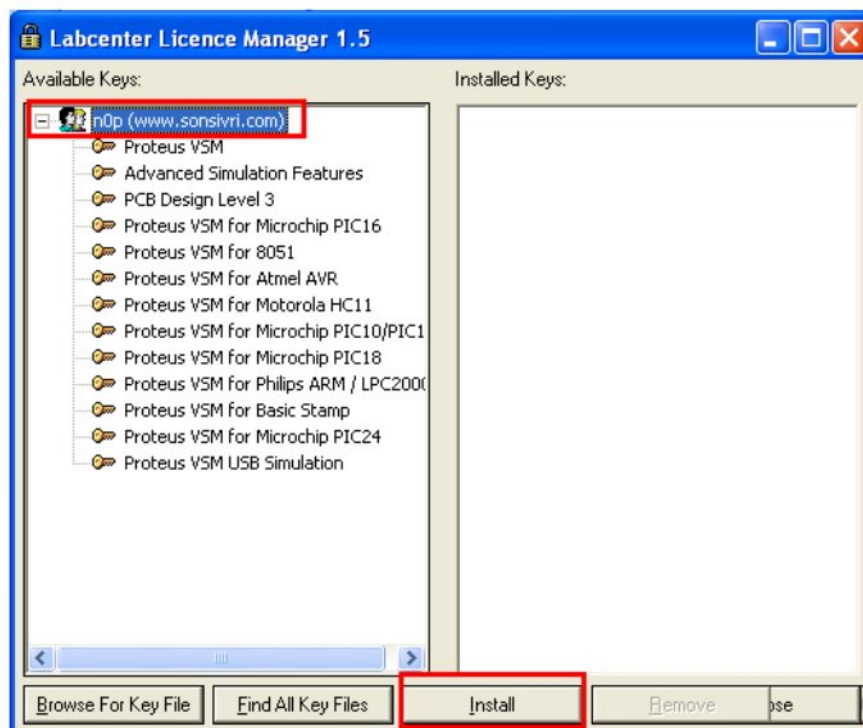 Labcenter Licence Manager 1.5
Available Keys:
Installed Keys:
n0p (www.sonsivri.com)
Proteus VSM
Advanced Simulation Features
PCB Design Level 3
Proteus VSM for Microchip PIC16
Proteus VSM for 8051
Proteus VSM for Atmel AVR
Proteus VSM for Motorola HC11
Proteus VSM for Microchip PIC10/PIC1
Proteus VSM for Microchip PIC18
Proteus VSM for Philips ARM / LPC200
Proteus VSM for Basic Stamp
Proteus VSM for Microchip PIC24
Proteus VSM USB Simulation
Browse For Key File
Find All Key Files
Install
Remove
ose